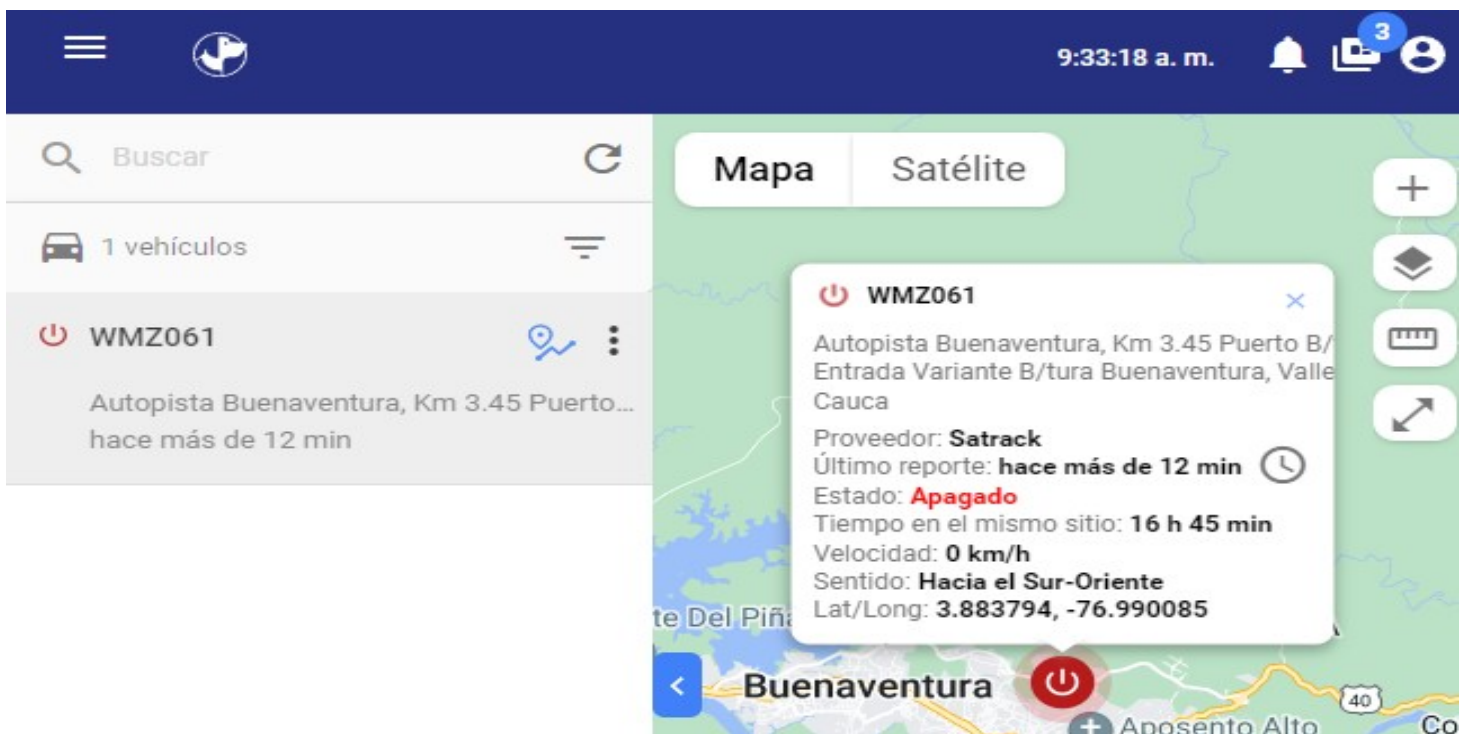 9:33:18 a. m.
3
Buscar
1 vehículos
WMZ061
Autopista Buenaventura, Km 3.45 Puerto...
hace más de 12 min
Mapa
Satélite
WMZ061
Autopista Buenaventura, Km 3.45 Puerto B/
Entrada Variante B/tura Buenaventura, Valle
Cauca
Proveedor: Satrack
Último reporte: hace más de 12 min
Estado: Apagado
Tiempo en el mismo sitio: 16 h 45 min
Velocidad: 0 km/h
Sentido: Hacia el Sur-Oriente
Lat/Long: 3.883794, -76.990085
te Del Piña
Buenaventura
40
Aposento Alto
Co